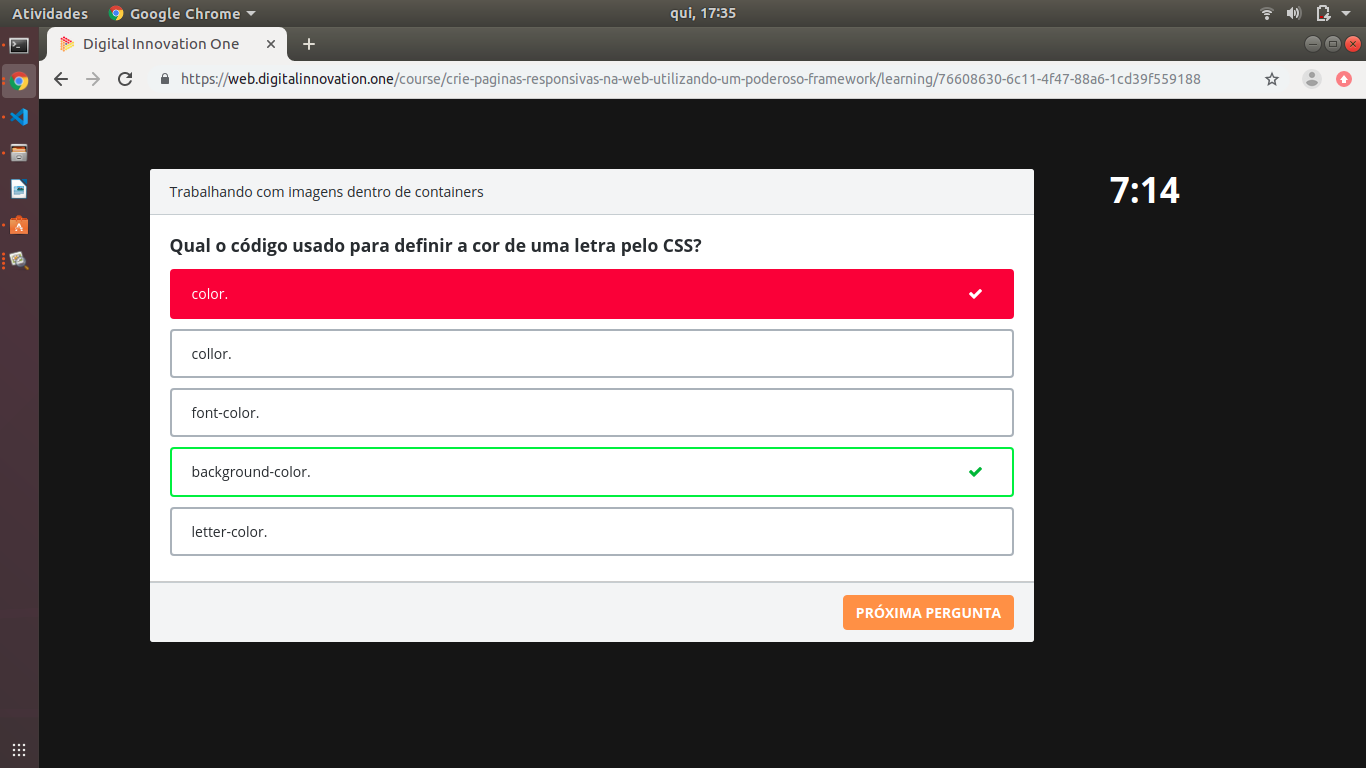 Atividades Google Chrome qui, 17:35
Digital Innovation One
https://web.digitalinnovation.one/course/crie-paginas-responsivas-na-web-utilizando-um-poderoso-framework/learning/76608630-6c11-4f47-88a6-1cd39f559188
Trabalhando com imagens dentro de containers
7:14
Qual o código usado para definir a cor de uma letra pelo CSS?
color.
collor.
font-color.
background-color.
letter-color.
PRÓXIMA PERGUNTA